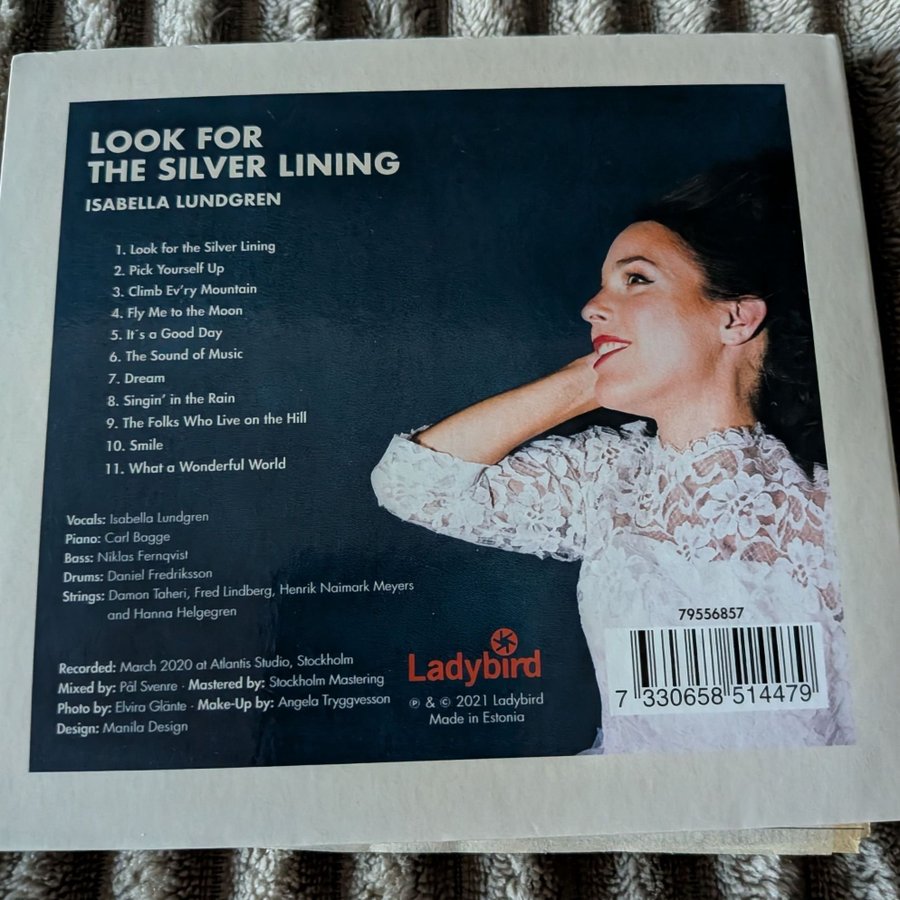 LOOK FOR
THE SILVER LINING
ISABELLA LUNDGREN
1. Look for the Silver Lining
2. Pick Yourself Up
3. Climb Ev'ry Mountain
4. Fly Me to the Moon
5. It´s a Good Day
6. The Sound of Music
7. Dream
8. Singin' in the Rain
9. The Folks Who Live on the Hill
10. Smile
11. What a Wonderful World
Vocals: Isabella Lundgren
Piano: Carl Bagge
Bass: Niklas Fernqvist
Drums: Daniel Fredriksson
Strings: Damon Taheri, Fred Lindberg, Henrik Naimark Meyers
and Hanna Helgegren
Recorded: March 2020 at Atlantis Studio, Stockholm
Mixed by: Pål Svenre · Mastered by: Stockholm Mastering
Photo by: Elvira Glänte · Make-Up by: Angela Tryggvesson
Design: Manila Design
Ladybird
℗ & © 2021 Ladybird
Made in Estonia
79556857
7 330658 514479